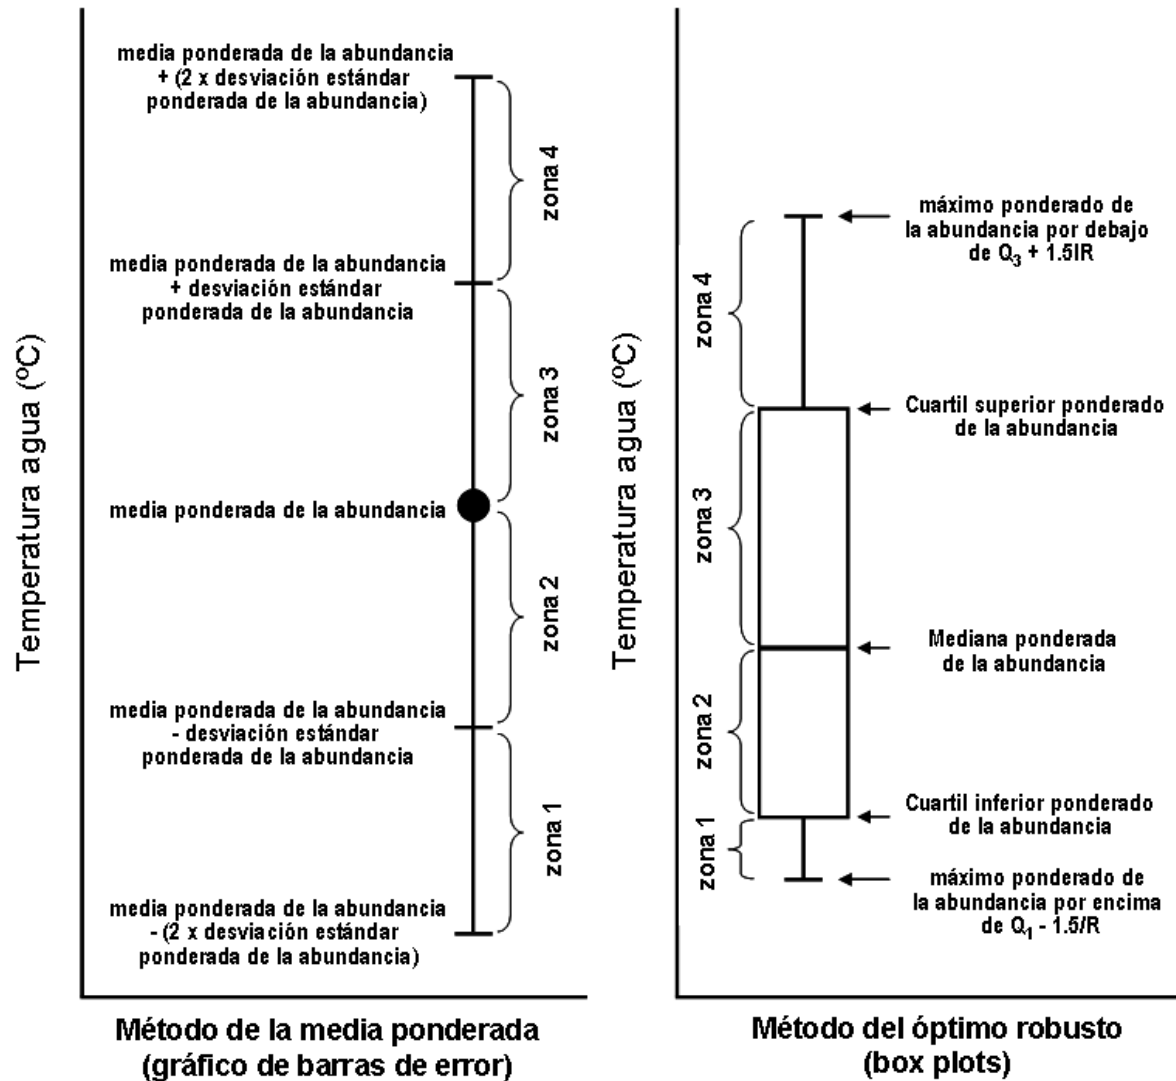 Temperatura agua (ºC)
media ponderada de la abundancia
+ (2 x desviación estándar
ponderada de la abundancia)
zona 4
media ponderada de la abundancia
+ desviación estándar
ponderada de la abundancia
zona 3
media ponderada de la abundancia
zona 2
media ponderada de la abundancia
- desviación estándar
ponderada de la abundancia
zona 1
media ponderada de la abundancia
- (2 x desviación estándar
ponderada de la abundancia)
Método de la media ponderada
(gráfico de barras de error)
Temperatura agua (ºC)
máximo ponderado de
la abundancia por debajo
de Q3 + 1.5IR
zona 4
Cuartil superior ponderado
de la abundancia
zona 3
Mediana ponderada
de la abundancia
zona 2
Cuartil inferior ponderado
de la abundancia
zona 1
máximo ponderado de
la abundancia por encima
de Q1 - 1.5/R
Método del óptimo robusto
(box plots)